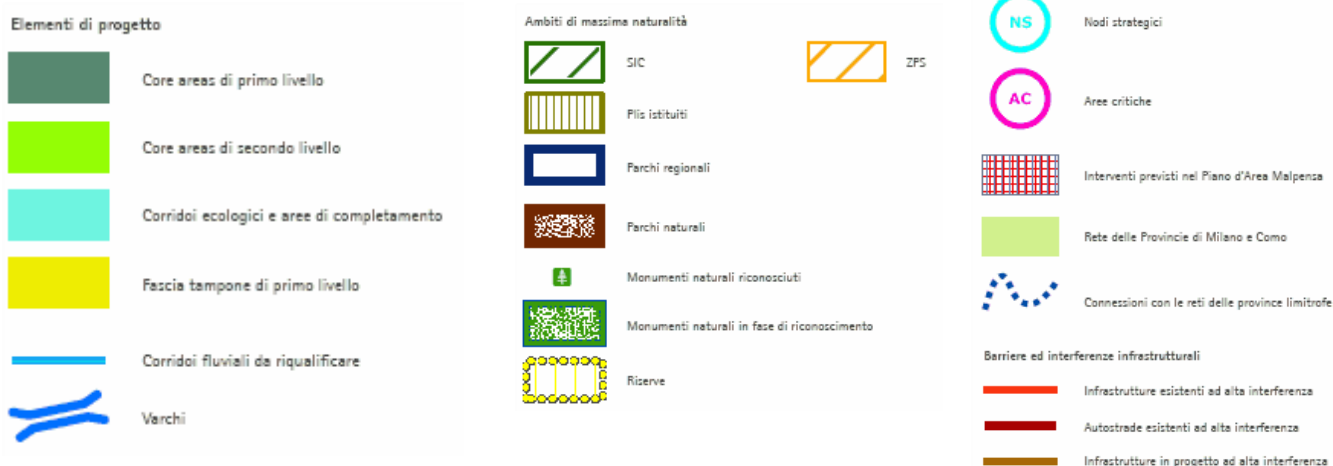 Elementi di progetto
Core areas di primo livello
Core areas di secondo livello
Corridoi ecologici e aree di completamento
Fascia tampone di primo livello
Corridoi fluviali da riqualificare
Varchi
Ambiti di massima naturalità
SIC
ZPS
Plis istituiti
Parchi regionali
Parchi naturali
Monumenti naturali riconosciuti
Monumenti naturali in fase di riconoscimento
Riserve
NS
Nodi strategici
AC
Aree critiche
Interventi previsti nel Piano d'Area Malpensa
Rete delle Provincie di Milano e Como
Connessioni con le reti delle province limitrofe
Barriere ed interferenze infrastrutturali
Infrastrutture esistenti ad alta interferenza
Autostrade esistenti ad alta interferenza
Infrastrutture in progetto ad alta interferenza